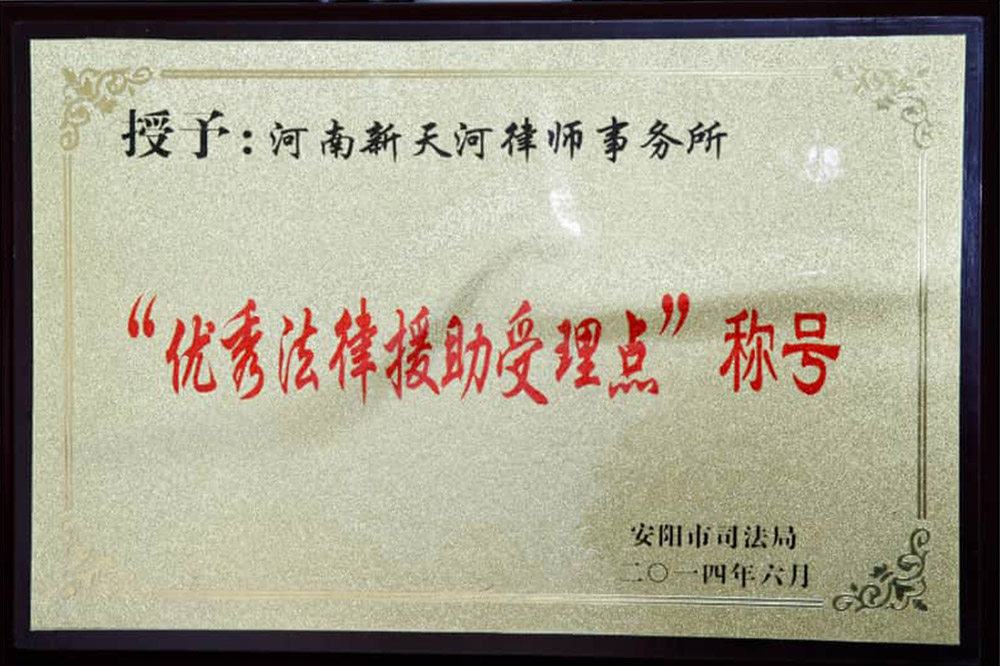 授予:河南新天河律师事务所
“优秀法律援助受理点”称号
安阳市司法局
二〇一四年六月